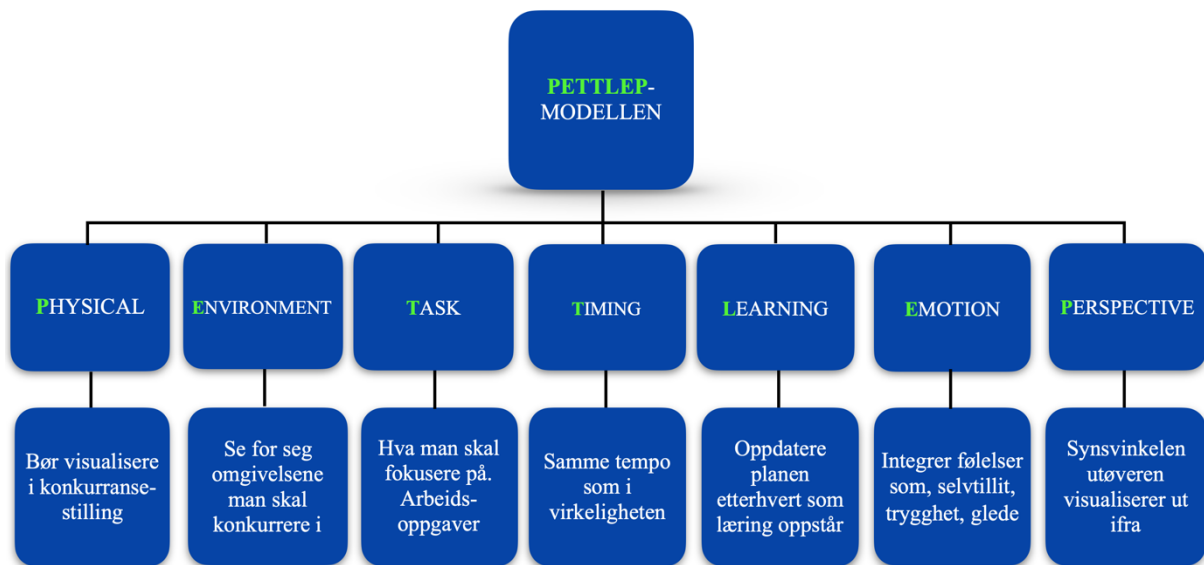 PETTLEP-
MODELLEN
PHYSICAL
ENVIRONMENT
TASK
TIMING
LEARNING
EMOTION
PERSPECTIVE
Bør visualisere
i konkurranse-
stilling
Se for seg
omgivelsene
man skal
konkurrere i
Hva man skal
fokusere på.
Arbeids-
oppgaver
Samme tempo
som i
virkeligheten
Oppdatere
planen
etterhvert som
læring oppstår
Integrer følelser
som, selvtillit,
trygghet, glede
Synsvinkelen
utøveren
visualiserer ut
ifra